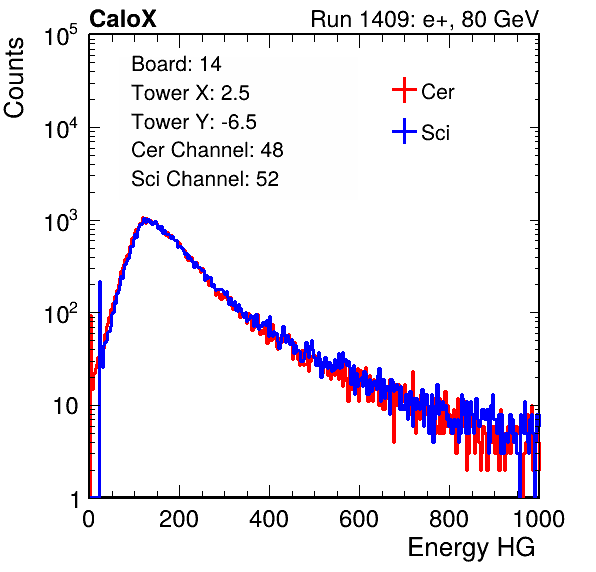 CaloX Run 1409: e+, 80 GeV
Counts
10^5
10^4
10^3
10^2
10
1
Board: 14
Tower X: 2.5
Tower Y: -6.5
Cer Channel: 48
Sci Channel: 52
Cer
Sci
0 200 400 600 800 1000
Energy HG